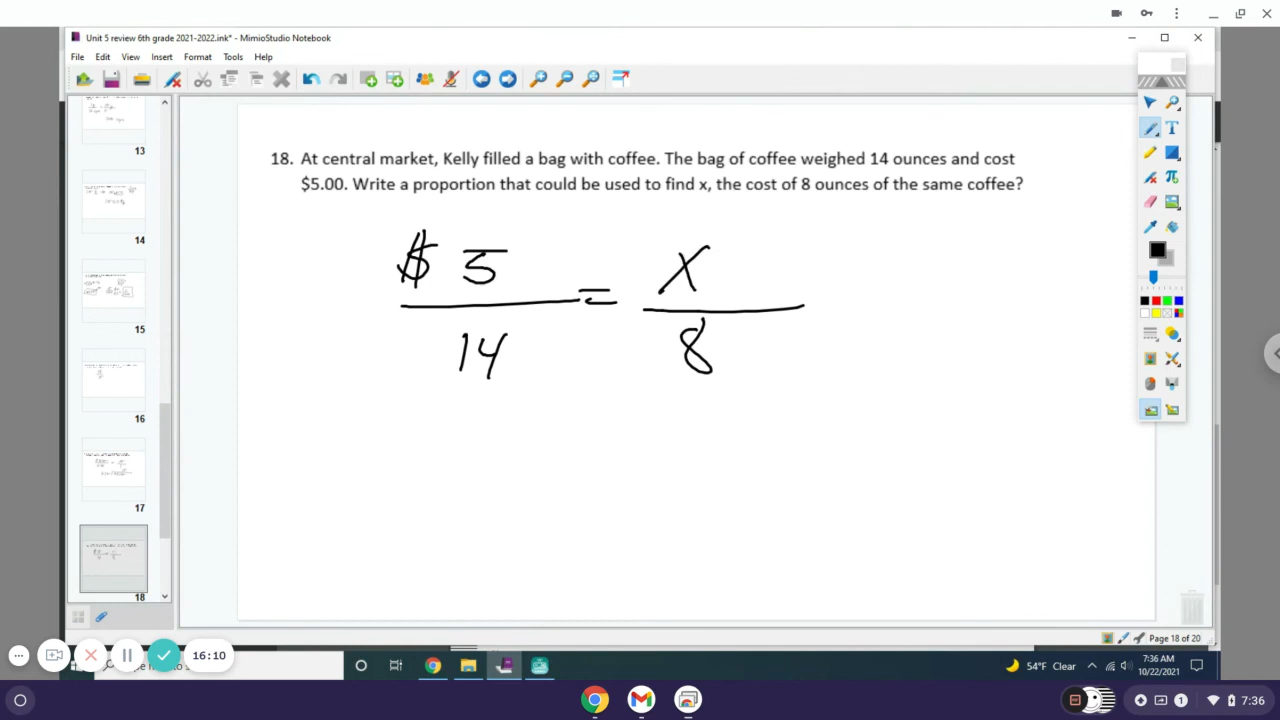 Unit 5 review 6th grade 2021-2022.ink* - MimioStudio Notebook
File Edit View Insert Format Tools Help
13
14
15
16
17
18
18. At central market, Kelly filled a bag with coffee. The bag of coffee weighed 14 ounces and cost
$5.00. Write a proportion that could be used to find x, the cost of 8 ounces of the same coffee?
$ 5 = X
14 8
Page 18 of 20
16:10
7:36 AM
54°F Clear
10/22/2021
1 7:36